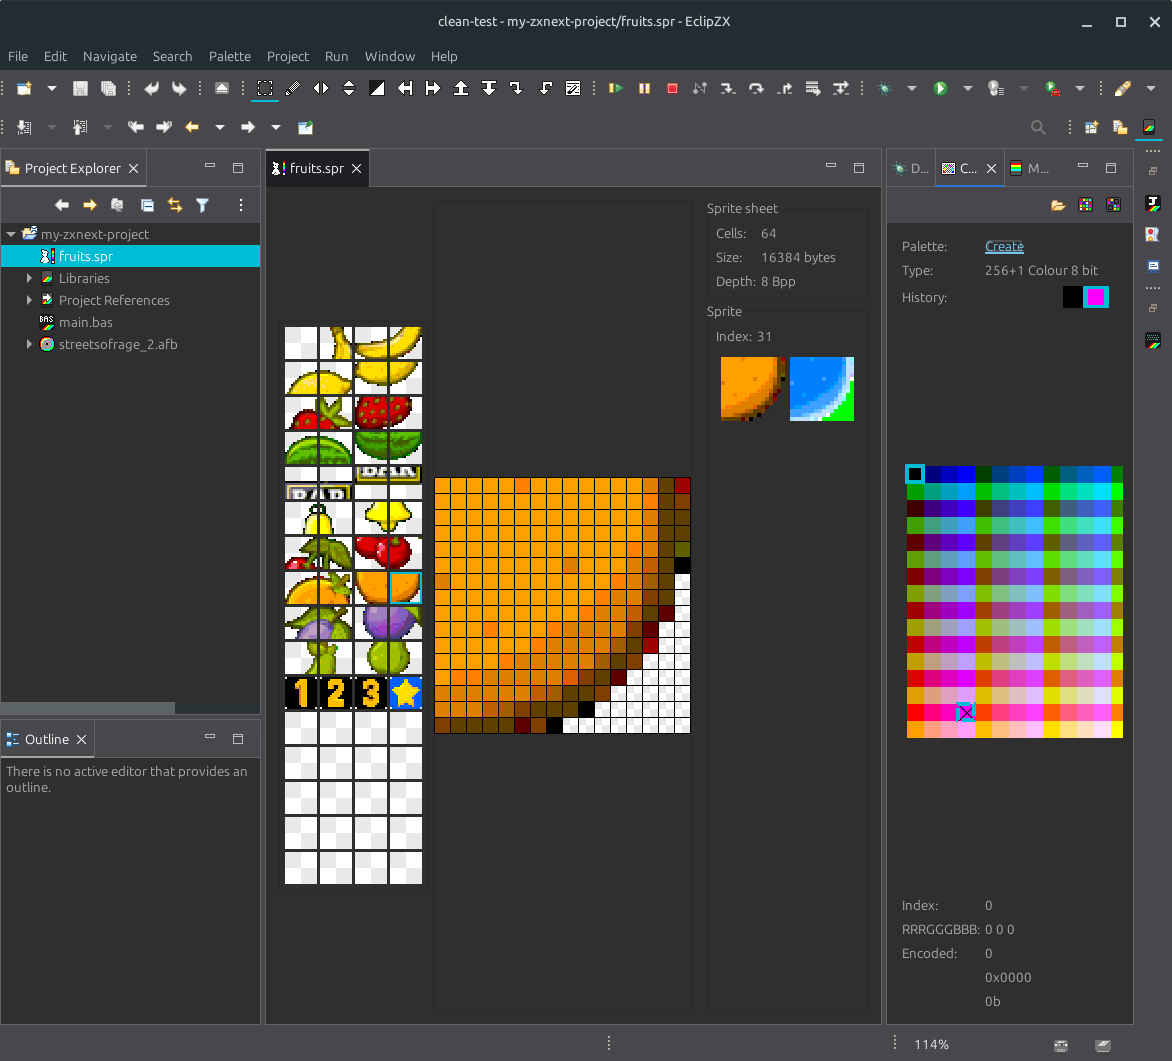 clean-test - my-zxnext-project/fruits.spr - EclipZX
File Edit Navigate Search Palette Project Run Window Help
Project Explorer
my-zxnext-project
fruits.spr
Libraries
Project References
BAS main.bas
streetsofrage_2.afb
Outline
There is no active editor that provides an
outline.
fruits.spr
BAR
BAR
1 2 3
Sprite sheet
Cells: 64
Size: 16384 bytes
Depth: 8 Bpp
Sprite
Index: 31
D... C... M...
Palette: Create
Type: 256+1 Colour 8 bit
History:
Index: 0
RRRGGGBBB: 0 0 0
Encoded: 0
0x0000
0b
J
114%